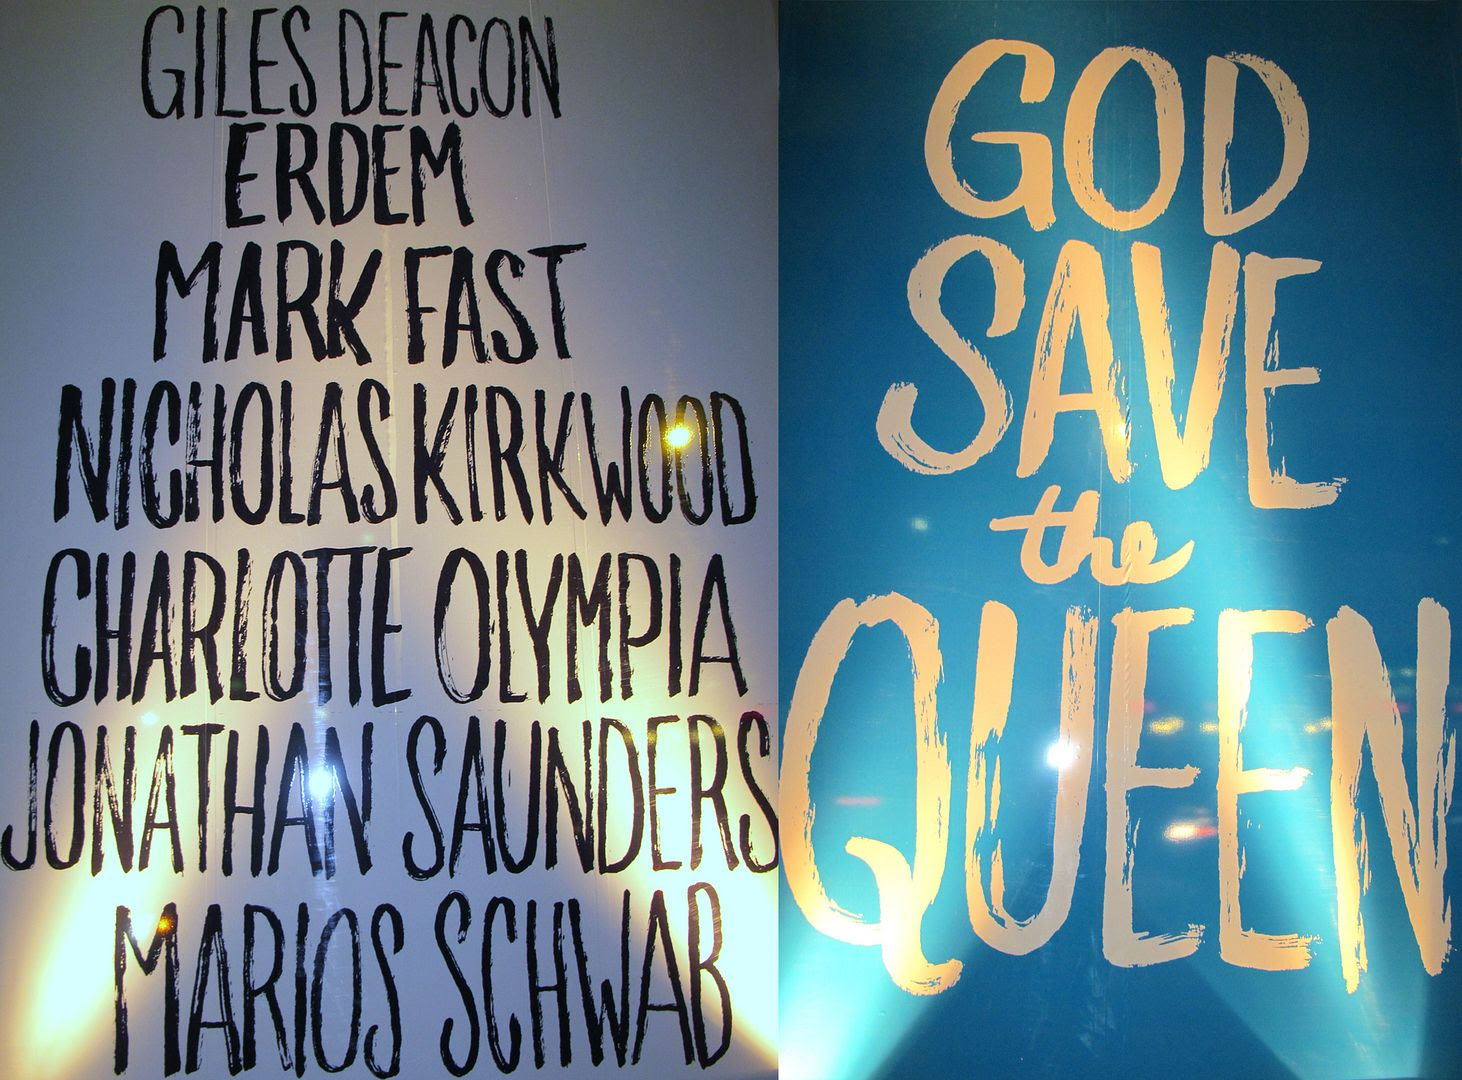 GILES DEACON
ERDEM
MARK FAST
NICHOLAS KIRKWOOD
CHARLOTTE OLYMPIA
JONATHAN SAUNDERS
MARIOS SCHWAB
GOD
SAVE
the
QUEEN